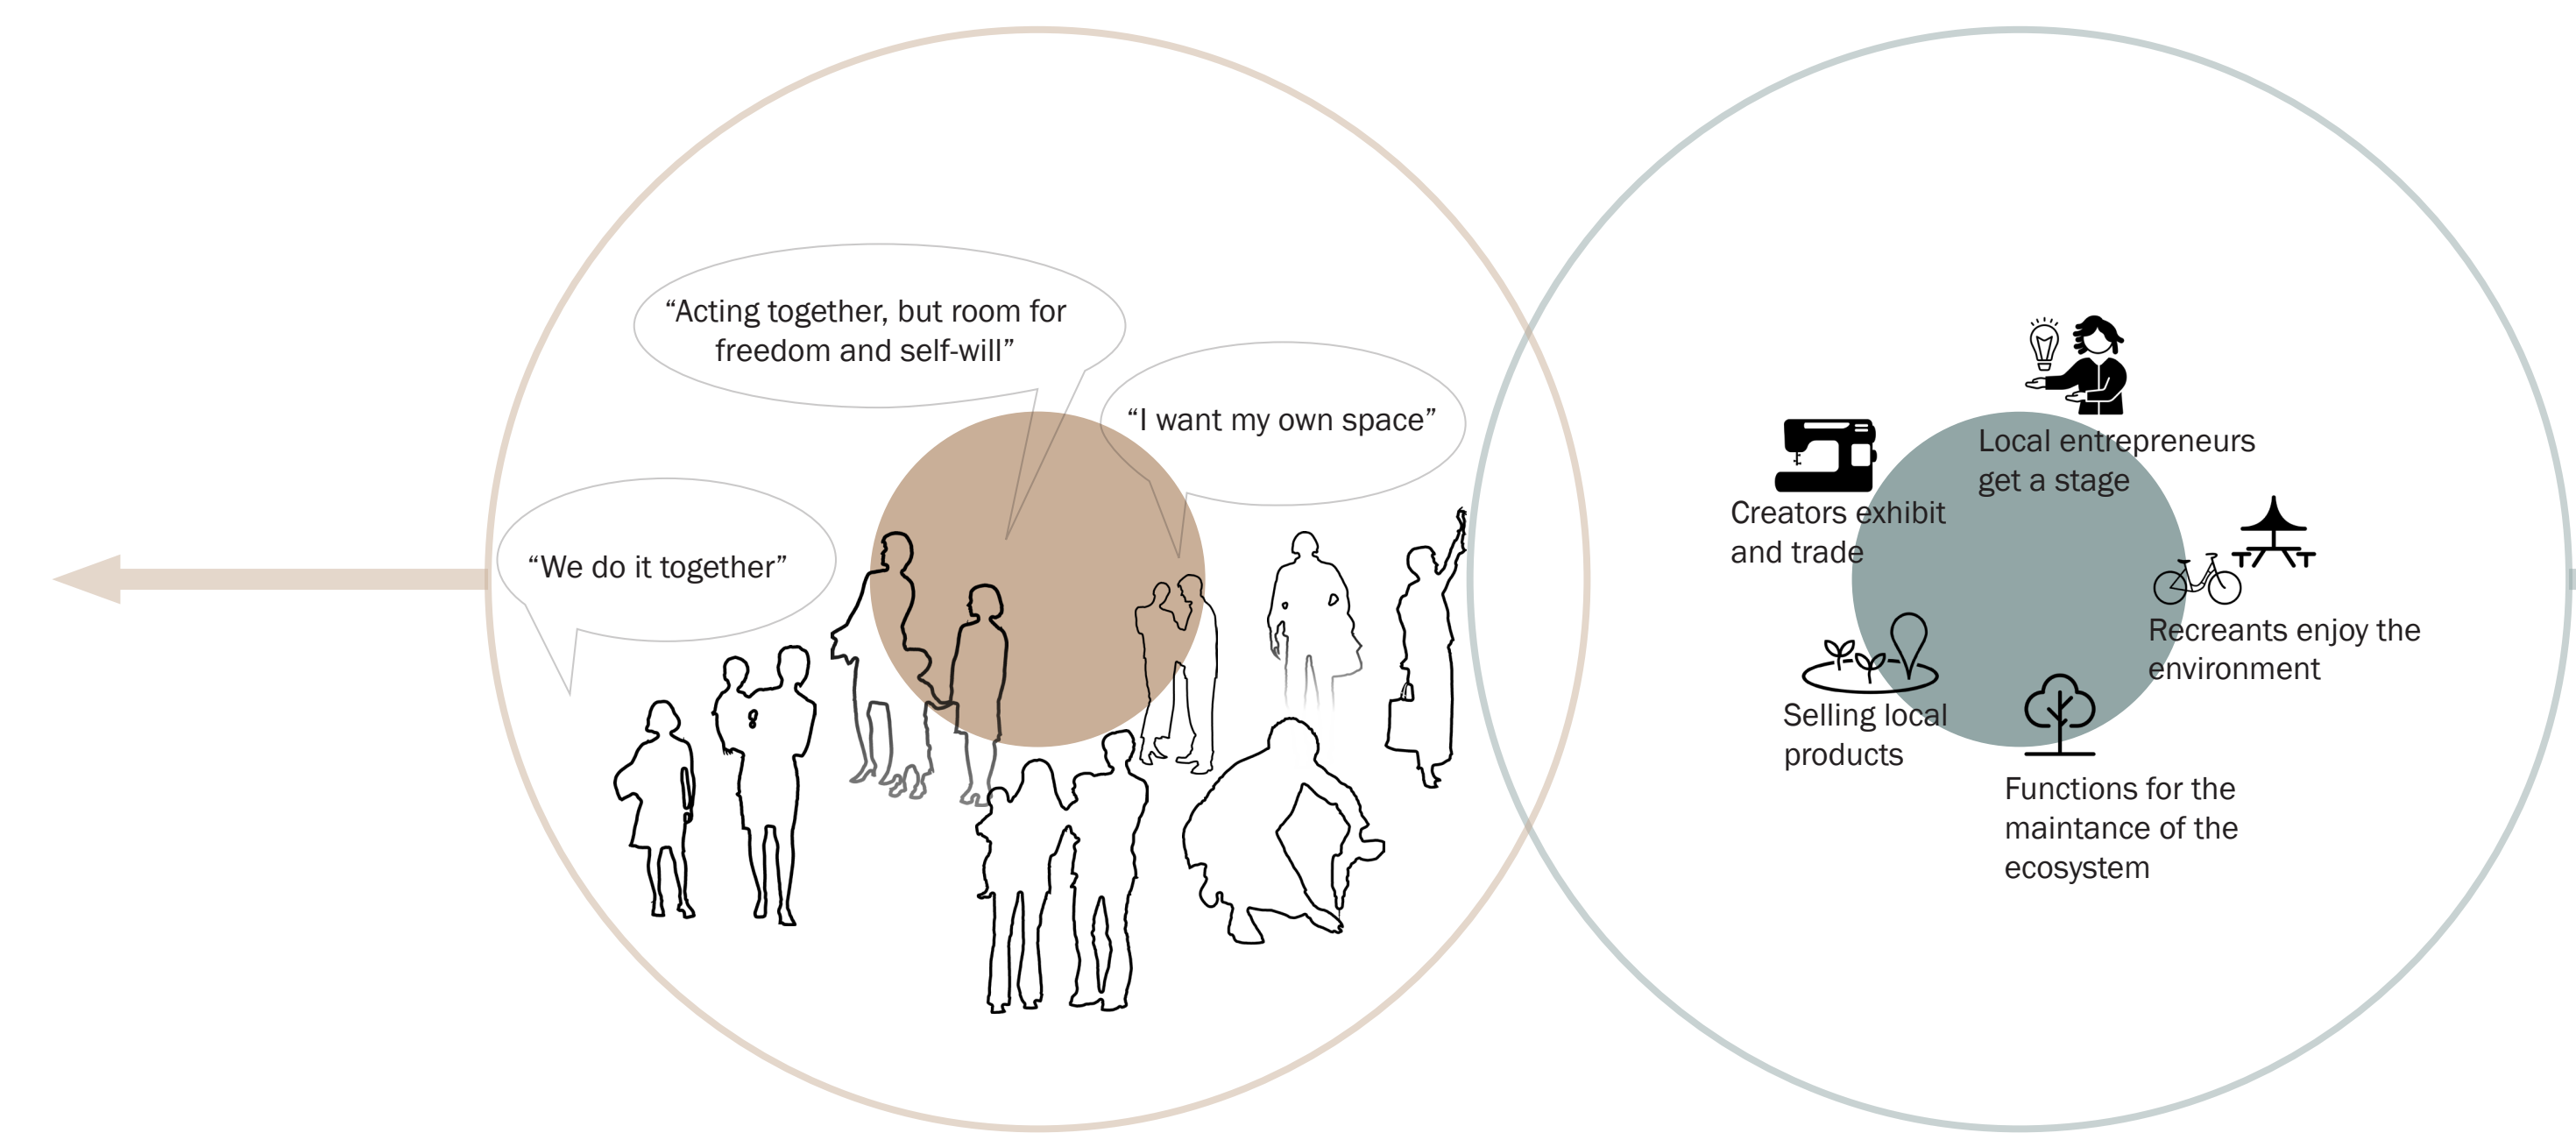 “Acting together, but room for
freedom and self-will”
“I want my own space”
“We do it together”
Local entrepreneurs
get a stage
Creators exhibit
and trade
Recreants enjoy the
environment
Selling local
products
Functions for the
maintance of the
ecosystem